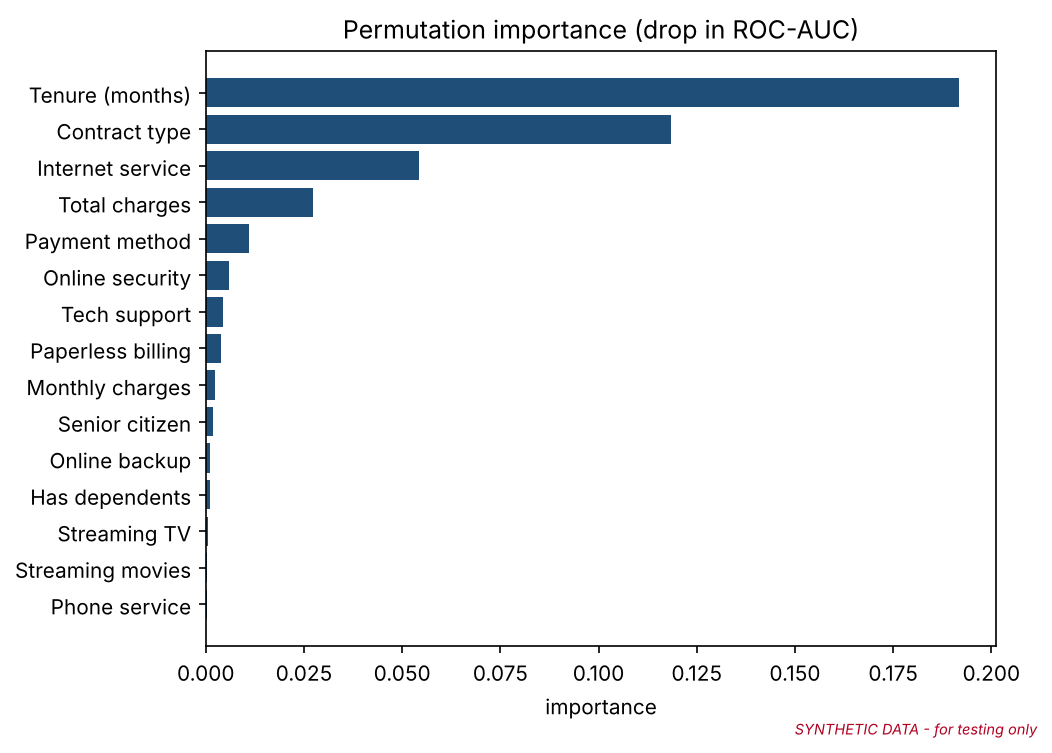 Permutation importance (drop in ROC-AUC)
Tenure (months)
Contract type
Internet service
Total charges
Payment method
Online security
Tech support
Paperless billing
Monthly charges
Senior citizen
Online backup
Has dependents
Streaming TV
Streaming movies
Phone service
0.000 0.025 0.050 0.075 0.100 0.125 0.150 0.175 0.200
importance
SYNTHETIC DATA - for testing only